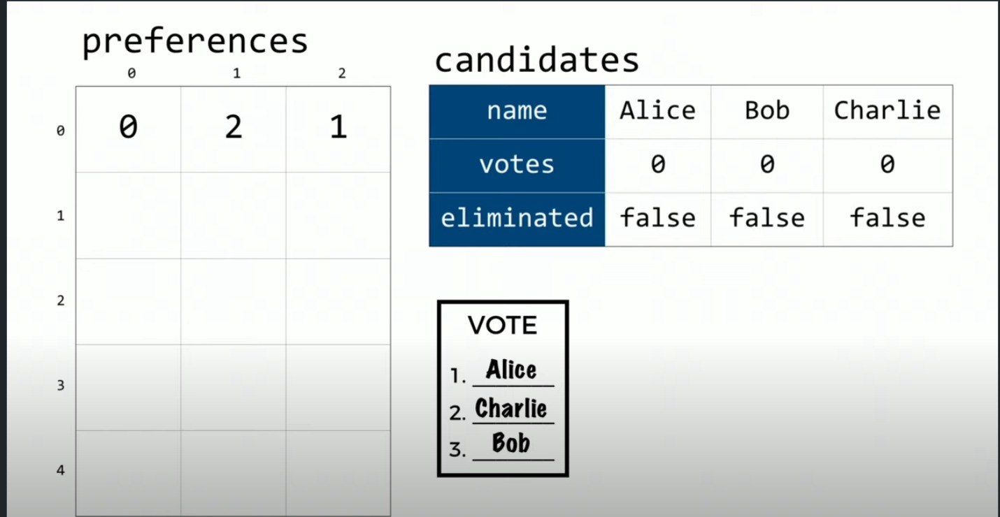 preferences
0 1 2
0 0 2 1
1
2
3
4
candidates
name Alice Bob Charlie
votes 0 0 0
eliminated false false false
VOTE
1. Alice
2. Charlie
3. Bob